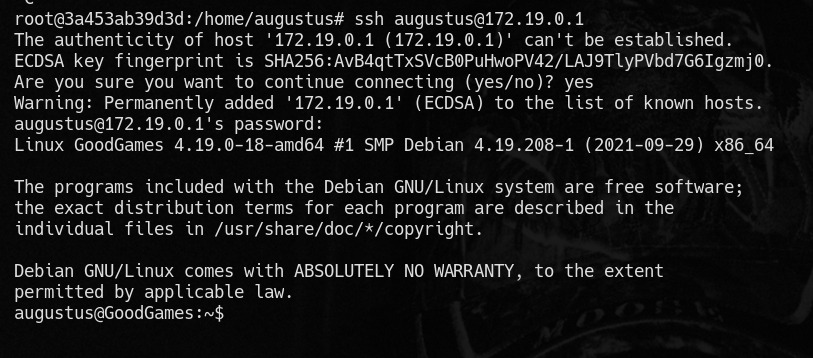 root@3a453ab39d3d:/home/augustus# ssh augustus@172.19.0.1
The authenticity of host '172.19.0.1 (172.19.0.1)' can't be established.
ECDSA key fingerprint is SHA256:AvB4qtTxSVcB0PuHwoPV42/LAJ9TlyPVbd7G6Igzmj0.
Are you sure you want to continue connecting (yes/no)? yes
Warning: Permanently added '172.19.0.1' (ECDSA) to the list of known hosts.
augustus@172.19.0.1's password:
Linux GoodGames 4.19.0-18-amd64 #1 SMP Debian 4.19.208-1 (2021-09-29) x86_64
The programs included with the Debian GNU/Linux system are free software;
the exact distribution terms for each program are described in the
individual files in /usr/share/doc/*/copyright.
Debian GNU/Linux comes with ABSOLUTELY NO WARRANTY, to the extent
permitted by applicable law.
augustus@GoodGames:~$